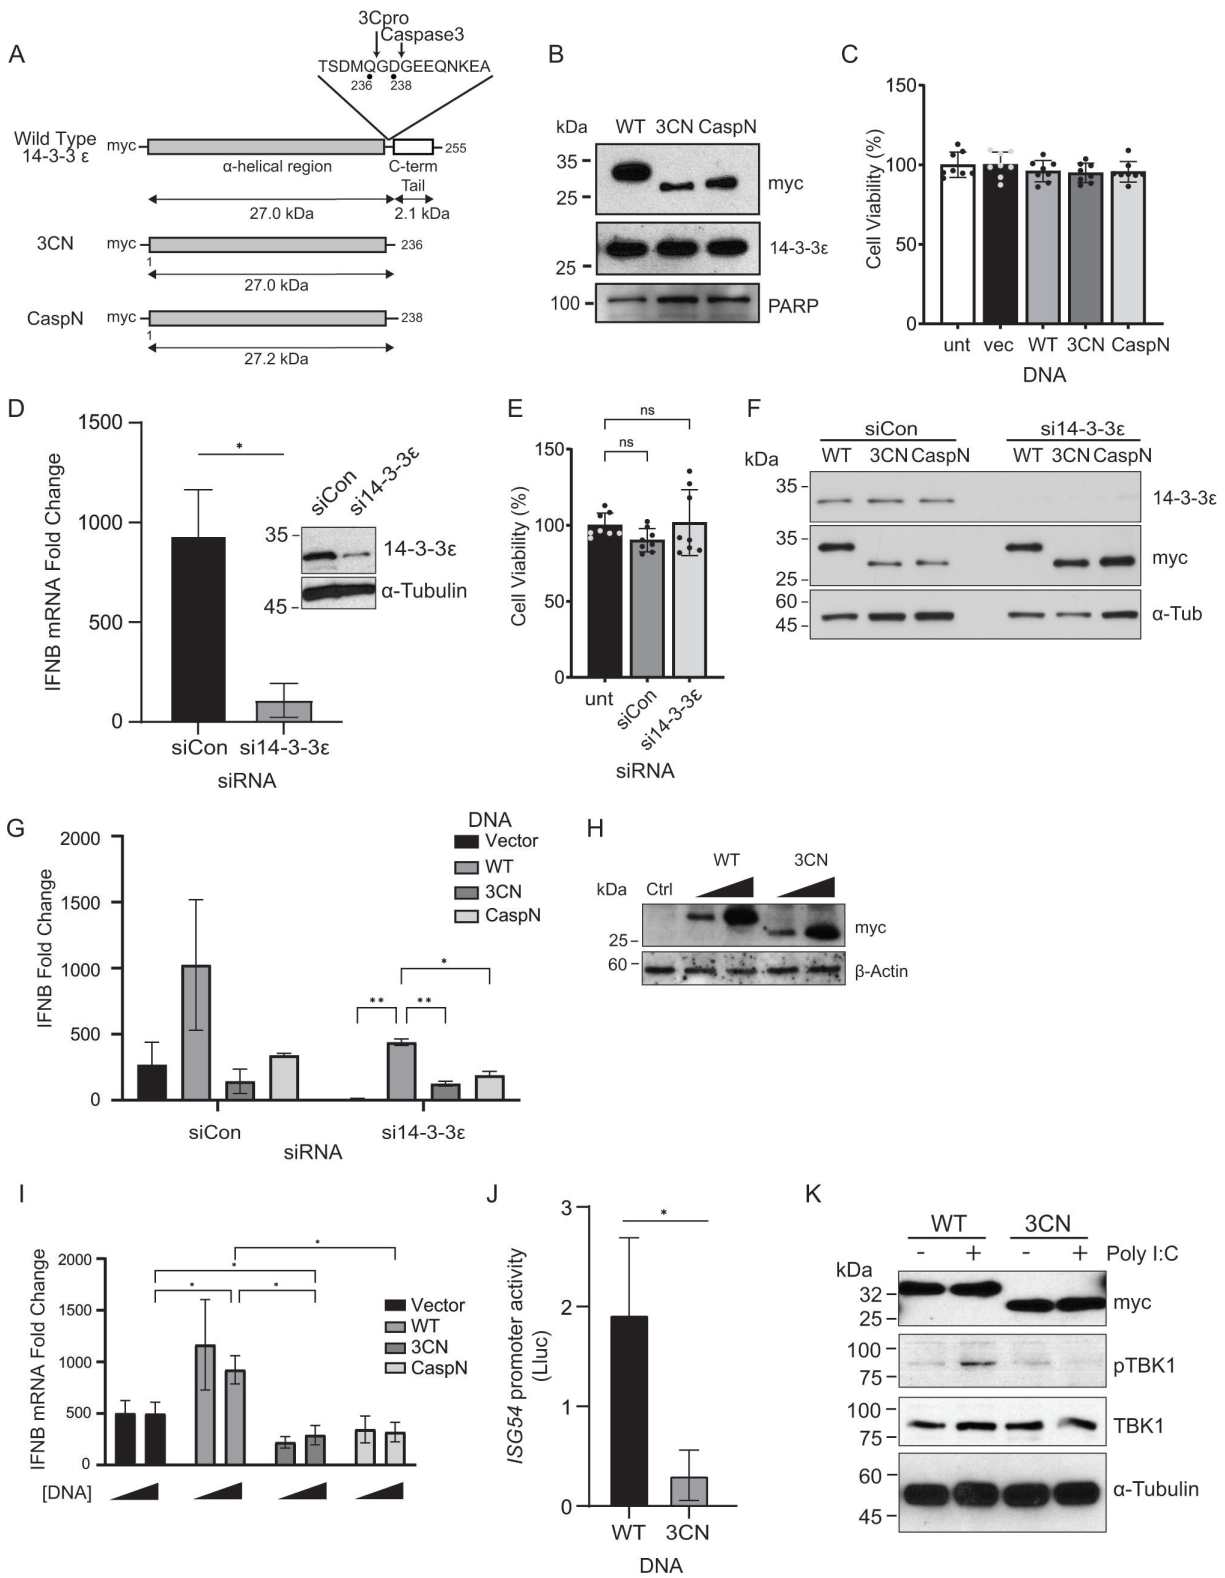 A
3Cpro
Caspase3
TSDMQGDGEEQNKEA
236 238
Wild Type
14-3-3 ε
myc
255
α-helical region
C-term
Tail
27.0 kDa
2.1 kDa
3CN
myc
236
1
27.0 kDa
CaspN
myc
238
1
27.2 kDa
B
kDa
WT 3CN CaspN
35
25
myc
14-3-3ε
25
100
PARP
C
Cell Viability (%)
150
100
50
0
unt vec WT 3CN CaspN
DNA
D
IFNB mRNA Fold Change
1500
1000
500
0
*
siCon si14-3-3ε
siRNA
siCon
si14-3-3ε
35
14-3-3ε
α-Tubulin
45
E
Cell Viability (%)
150
100
50
0
ns
ns
unt
siCon
si14-3-3ε
siRNA
F
siCon si14-3-3ε
kDa
WT 3CN CaspN WT 3CN CaspN
35
14-3-3ε
35
25
myc
60
45
α-Tub
G
IFNB Fold Change
2000
1500
1000
500
0
DNA
Vector
WT
3CN
CaspN
*
** **
siCon si14-3-3ε
siRNA
H
WT 3CN
kDa Ctrl
25
myc
60
β-Actin
I
IFNB mRNA Fold Change
2000
1500
1000
500
0
*
*
* *
Vector
WT
3CN
CaspN
[DNA]
J
ISG54 promoter activity
(Lluc)
3
2
1
0
*
WT 3CN
DNA
K
WT 3CN
- + - + Poly I:C
kDa
32
25
myc
100
75
pTBK1
100
75
TBK1
60
45
α-Tubulin